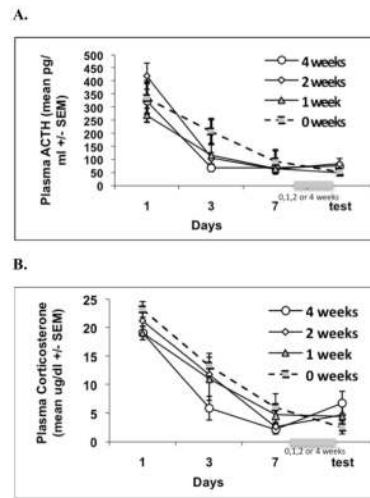 A.
Plasma ACTH (mean pg/
ml +/- SEM)
500
450
400
350
300
250
200
150
100
50
0
4 weeks
2 weeks
1 week
0 weeks
1
3
7
test
0,1,2 or 4 weeks
Days
B.
Plasma Corticosterone
(mean ug/dl +/- SEM)
25
20
15
10
5
0
4 weeks
2 weeks
1 week
0 weeks
1
3
7
test
0,1,2 or 4 weeks
Days